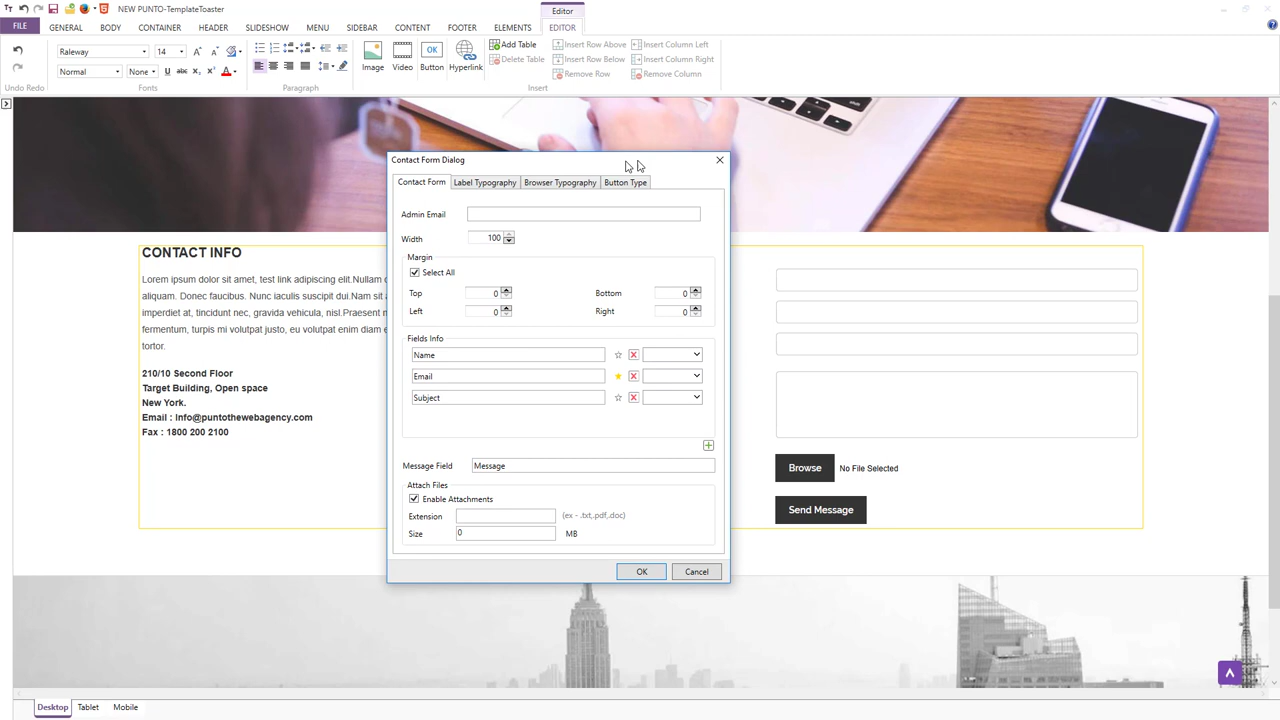 NEW PUNTO-TemplateToaster
Editor
FILE GENERAL BODY CONTAINER HEADER SLIDESHOW MENU SIDEBAR CONTENT FOOTER ELEMENTS EDITOR
Raleway 14
Normal None
Undo Redo
Fonts
Paragraph
Image
Video
OK
Button
Hyperlink
Add Table
Delete Table
Insert Row Above
Insert Row Below
Remove Row
Insert Column Left
Insert Column Right
Remove Column
Insert
CONTACT INFO
Lorem ipsum dolor sit amet, test link adipiscing elit.Nullam
aliquam. Donec faucibus. Nunc iaculis suscipit dui.Nam sit
imperdiet at, tincidunt nec, gravida vehicula, nisl.Praesent
fermentum, turpis mi volutpat justo, eu volutpat enim diam
tortor.
210/10 Second Floor
Target Building, Open space
New York.
Email : info@puntothewebagency.com
Fax : 1800 200 2100
Contact Form Dialog
Contact Form Label Typography Browser Typography Button Type
Admin Email
Width 100
Margin
Select All
Top 0 Bottom 0
Left 0 Right 0
Fields Info
Name
Email
Subject
Message Field Message
Attach Files
Enable Attachments
Extension (ex - .txt,.pdf,.doc)
Size 0 MB
OK Cancel
Browse No File Selected
Send Message
Desktop Tablet Mobile